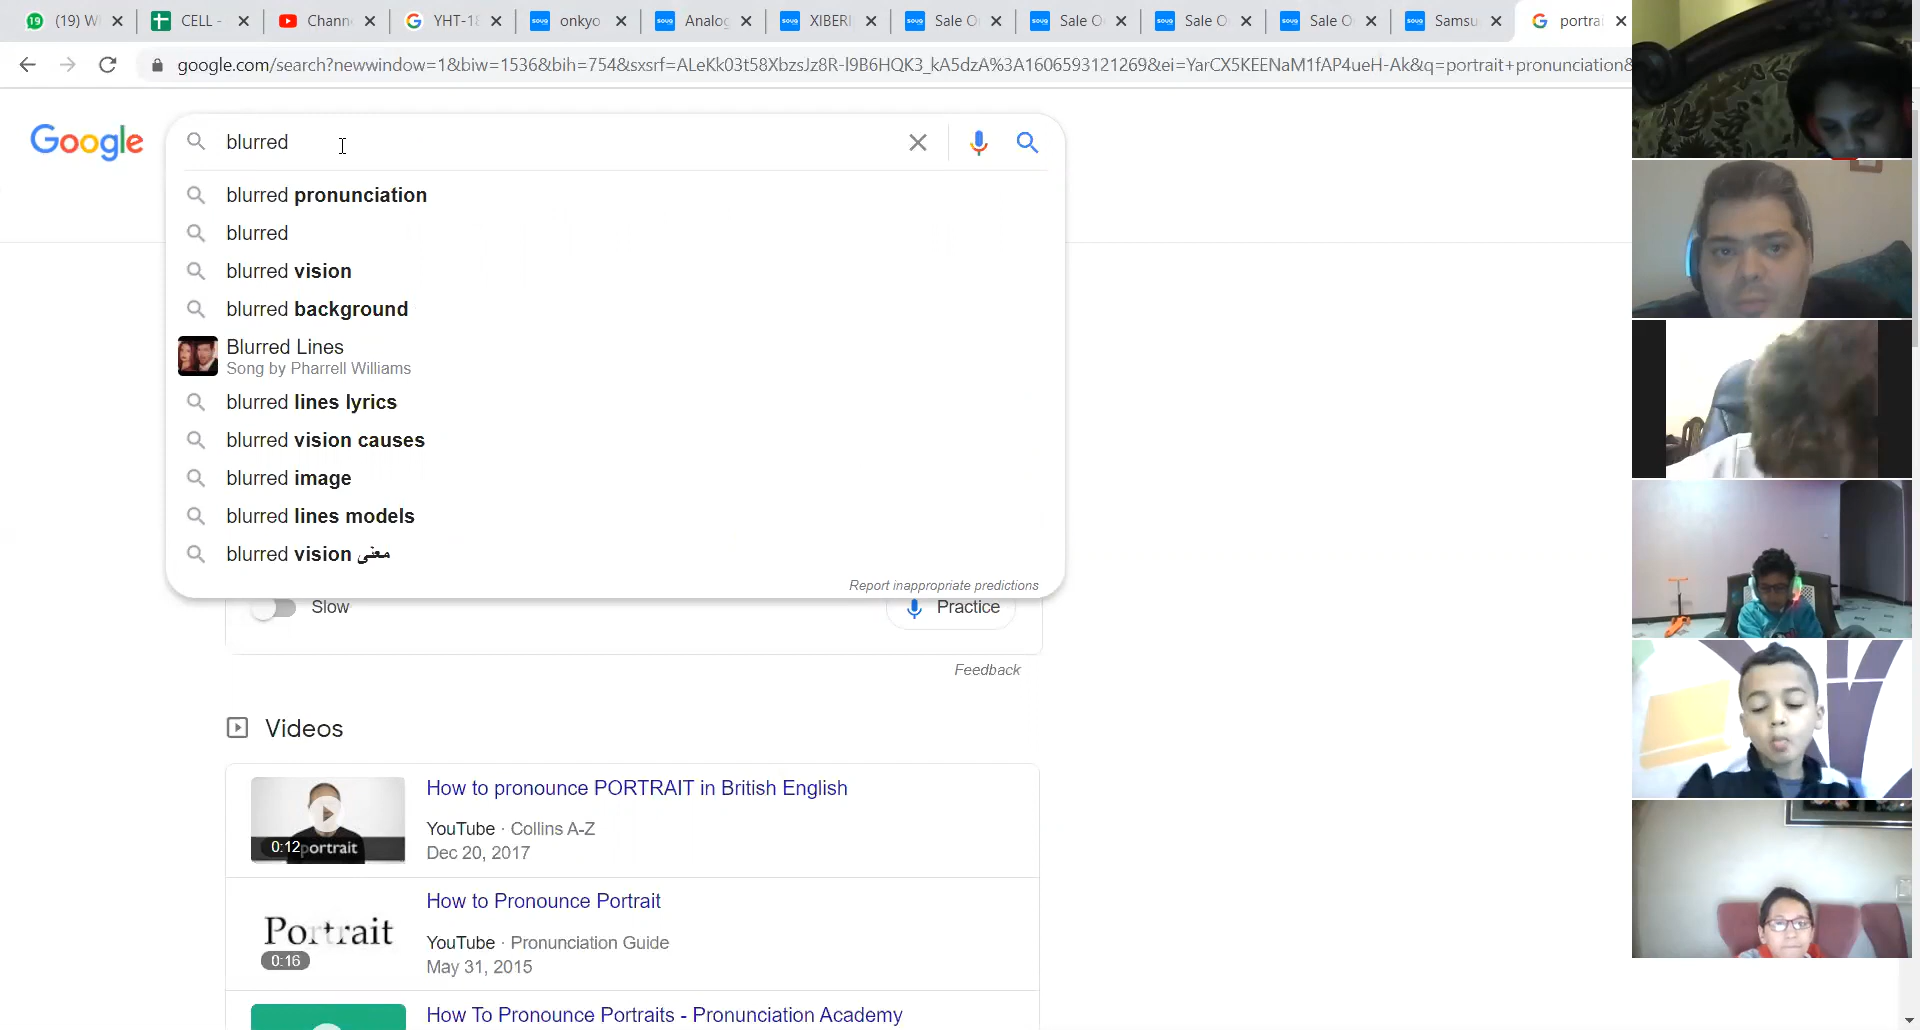 (19) W
CELL -
Chann
YHT-18
onkyo
Analog
XIBERI
Sale O
Sale O
Sale O
Sale O
Samsu
portrai
google.com/search?newwindow=1&biw=1536&bih=754&sxsrf=ALeKk03t58XbzsJz8R-l9B6HQK3_kA5dzA%3A1606593121269&ei=YarCX5KEENaM1fAP4ueH-Ak&q=portrait+pronunciation&
Google
blurred
blurred pronunciation
blurred
blurred vision
blurred background
Blurred Lines
Song by Pharrell Williams
blurred lines lyrics
blurred vision causes
blurred image
blurred lines models
blurred vision معنى
Report inappropriate predictions
Slow
Practice
Feedback
Videos
How to pronounce PORTRAIT in British English
YouTube · Collins A-Z
Dec 20, 2017
0:12
portrait
How to Pronounce Portrait
YouTube · Pronunciation Guide
May 31, 2015
Portrait
0:16
How To Pronounce Portraits - Pronunciation Academy